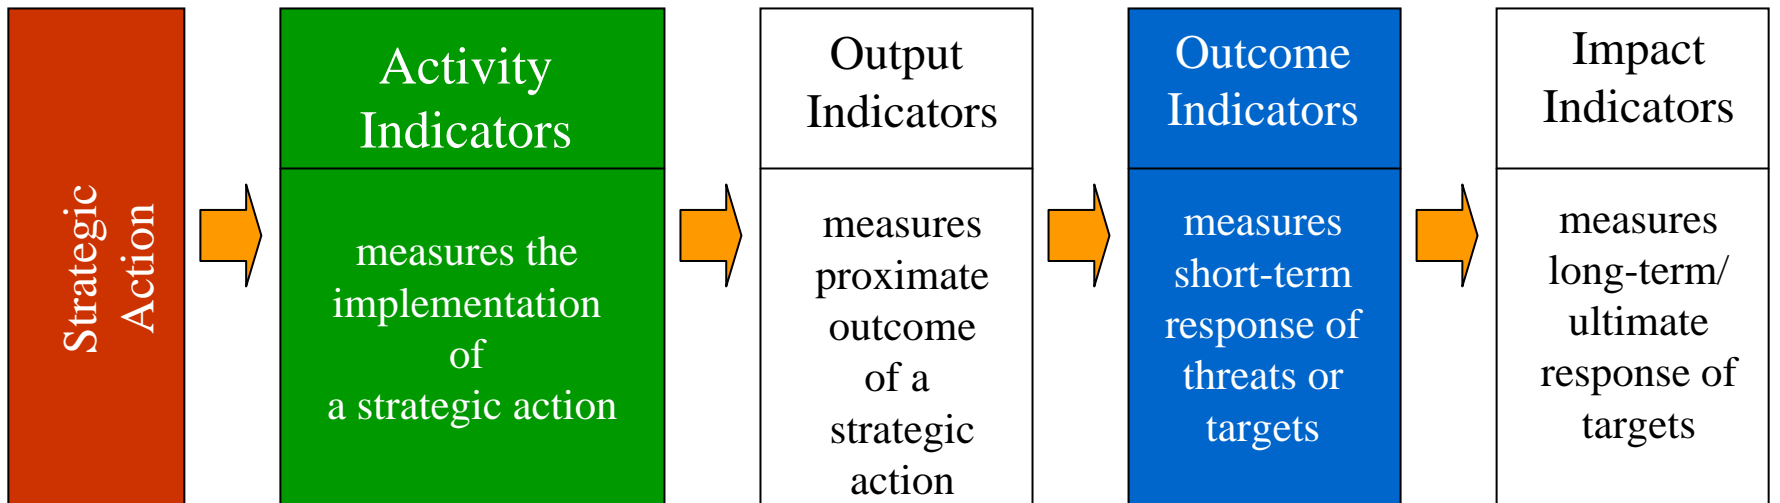 Strategic
Action
Activity
Indicators
measures the
implementation
of
a strategic action
Output
Indicators
measures
proximate
outcome
of a
strategic
action
Outcome
Indicators
measures
short-term
response of
threats or
targets
Impact
Indicators
measures
long-term/
ultimate
response of
targets